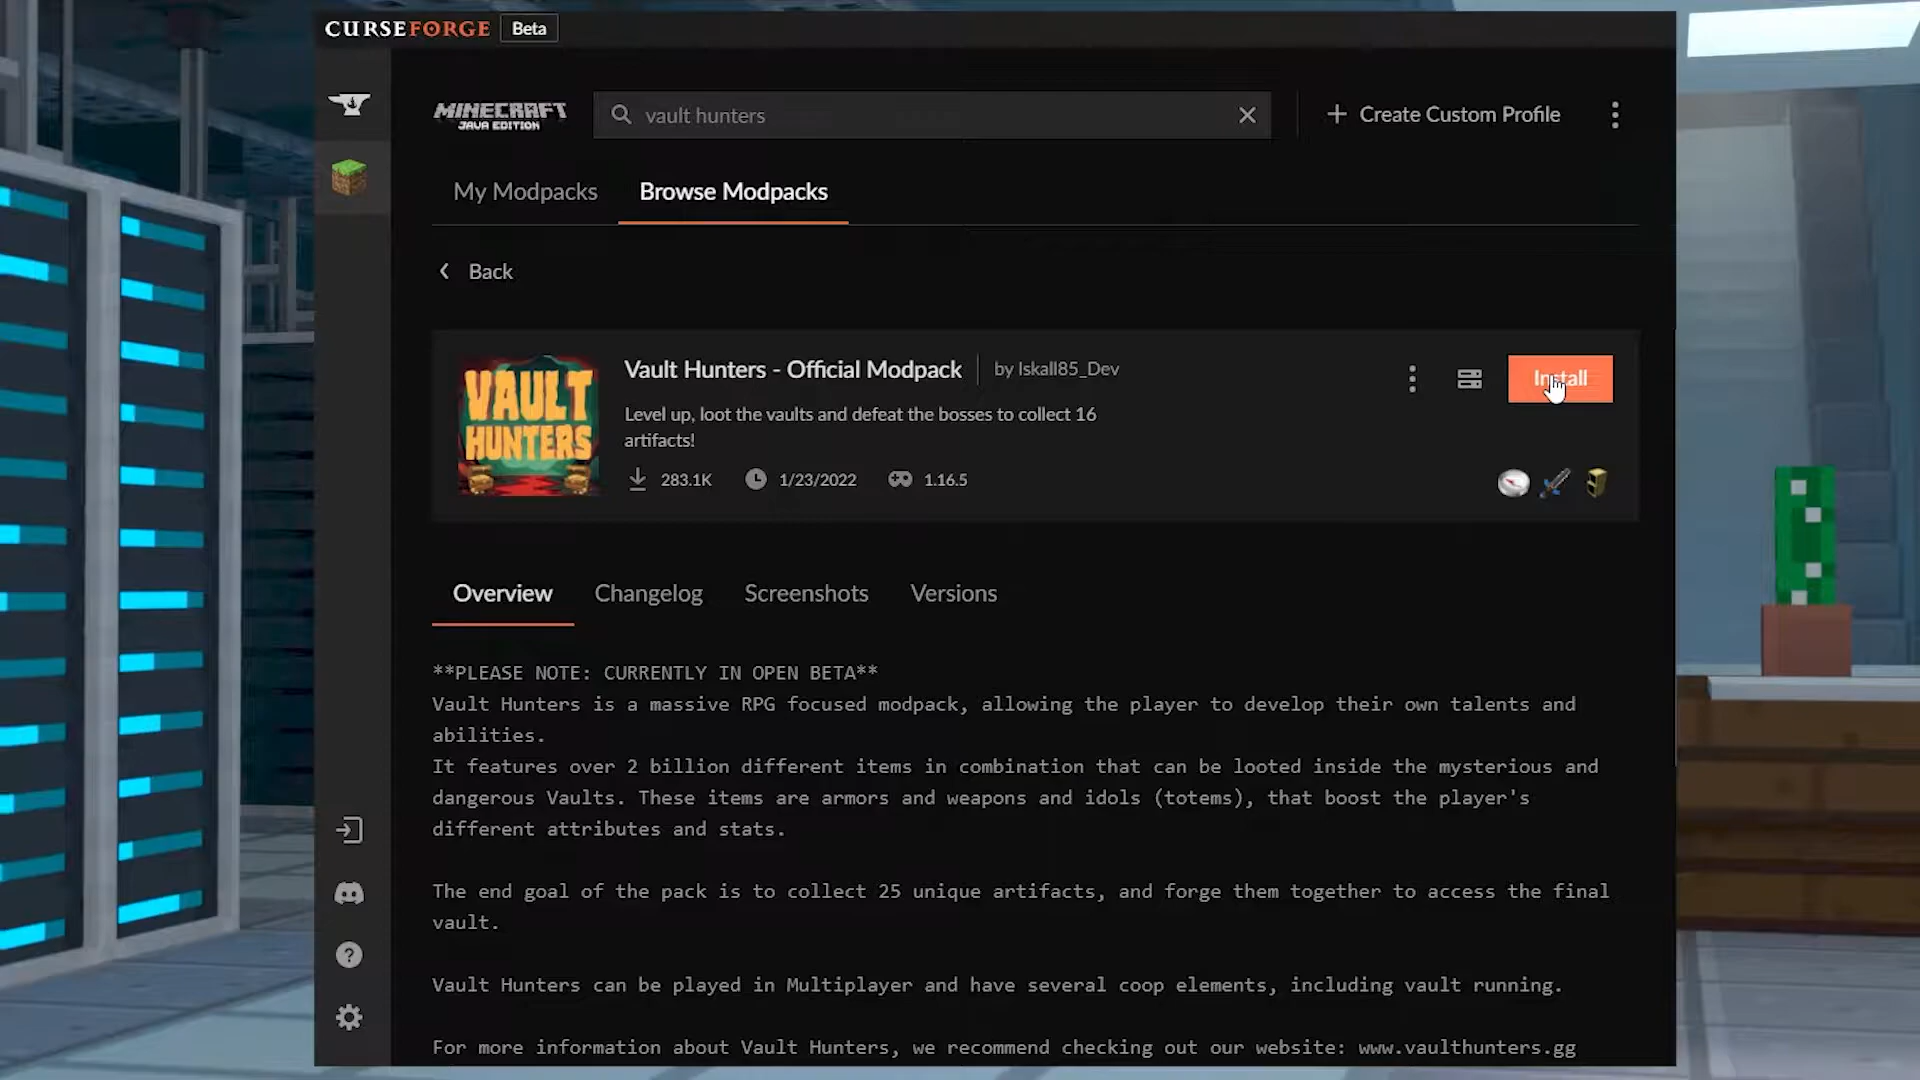 CURSEFORGE Beta
MINECRAFT
JAVA EDITION
vault hunters
Create Custom Profile
My Modpacks
Browse Modpacks
Back
VAULT
HUNTERS
Vault Hunters - Official Modpack
by Iskall85_Dev
Install
Level up, loot the vaults and defeat the bosses to collect 16
artifacts!
283.1K
1/23/2022
1.16.5
Overview
Changelog
Screenshots
Versions
**PLEASE NOTE: CURRENTLY IN OPEN BETA**
Vault Hunters is a massive RPG focused modpack, allowing the player to develop their own talents and
abilities.
It features over 2 billion different items in combination that can be looted inside the mysterious and
dangerous Vaults. These items are armors and weapons and idols (totems), that boost the player's
different attributes and stats.
The end goal of the pack is to collect 25 unique artifacts, and forge them together to access the final
vault.
Vault Hunters can be played in Multiplayer and have several coop elements, including vault running.
For more information about Vault Hunters, we recommend checking out our website: www.vaulthunters.gg